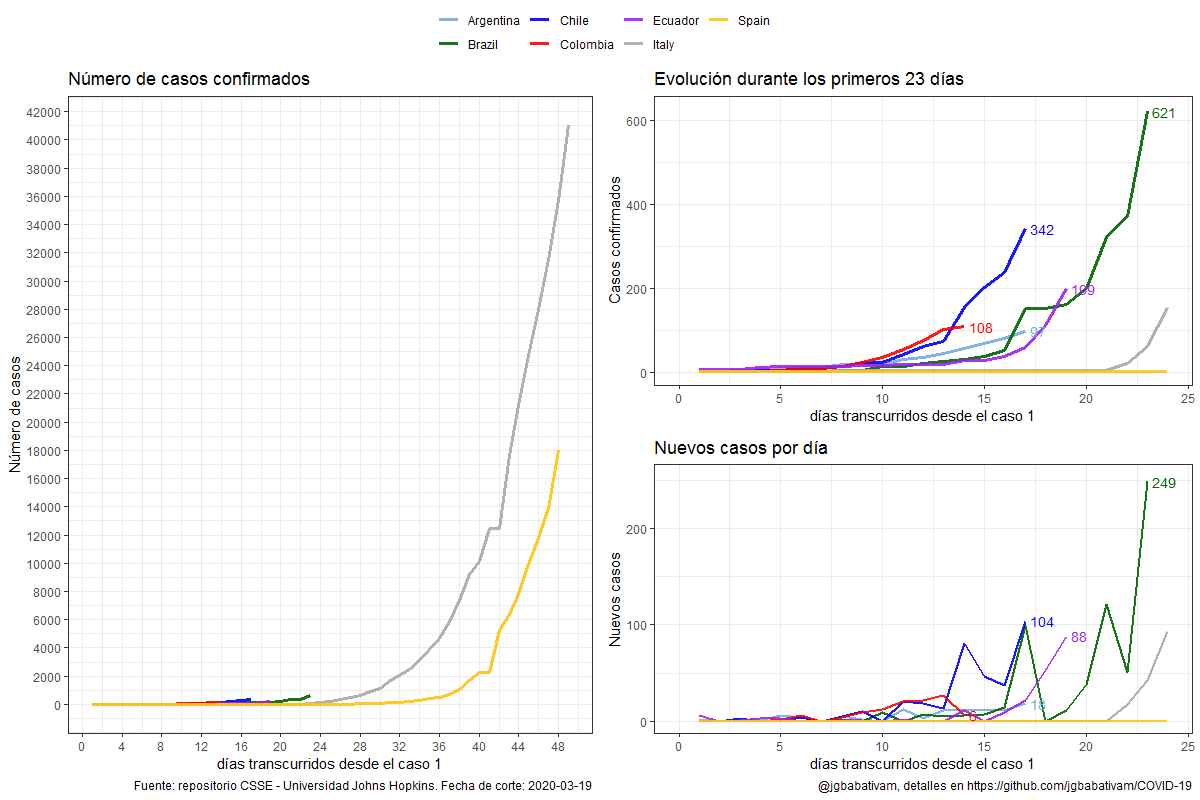 Argentina Chile Ecuador Spain
Brazil Colombia Italy
Número de casos confirmados
Número de casos
42000
40000
38000
36000
34000
32000
30000
28000
26000
24000
22000
20000
18000
16000
14000
12000
10000
8000
6000
4000
2000
0
0 4 8 12 16 20 24 28 32 36 40 44 48
días transcurridos desde el caso 1
Fuente: repositorio CSSE - Universidad Johns Hopkins. Fecha de corte: 2020-03-19
Evolución durante los primeros 23 días
Casos confirmados
600
400
200
0
621
342
199
108
97
0 5 10 15 20 25
días transcurridos desde el caso 1
Nuevos casos por día
Nuevos casos
200
100
0
249
104
88
18
6
0 5 10 15 20 25
días transcurridos desde el caso 1
@jgbabativam, detalles en https://github.com/jgbabativam/COVID-19